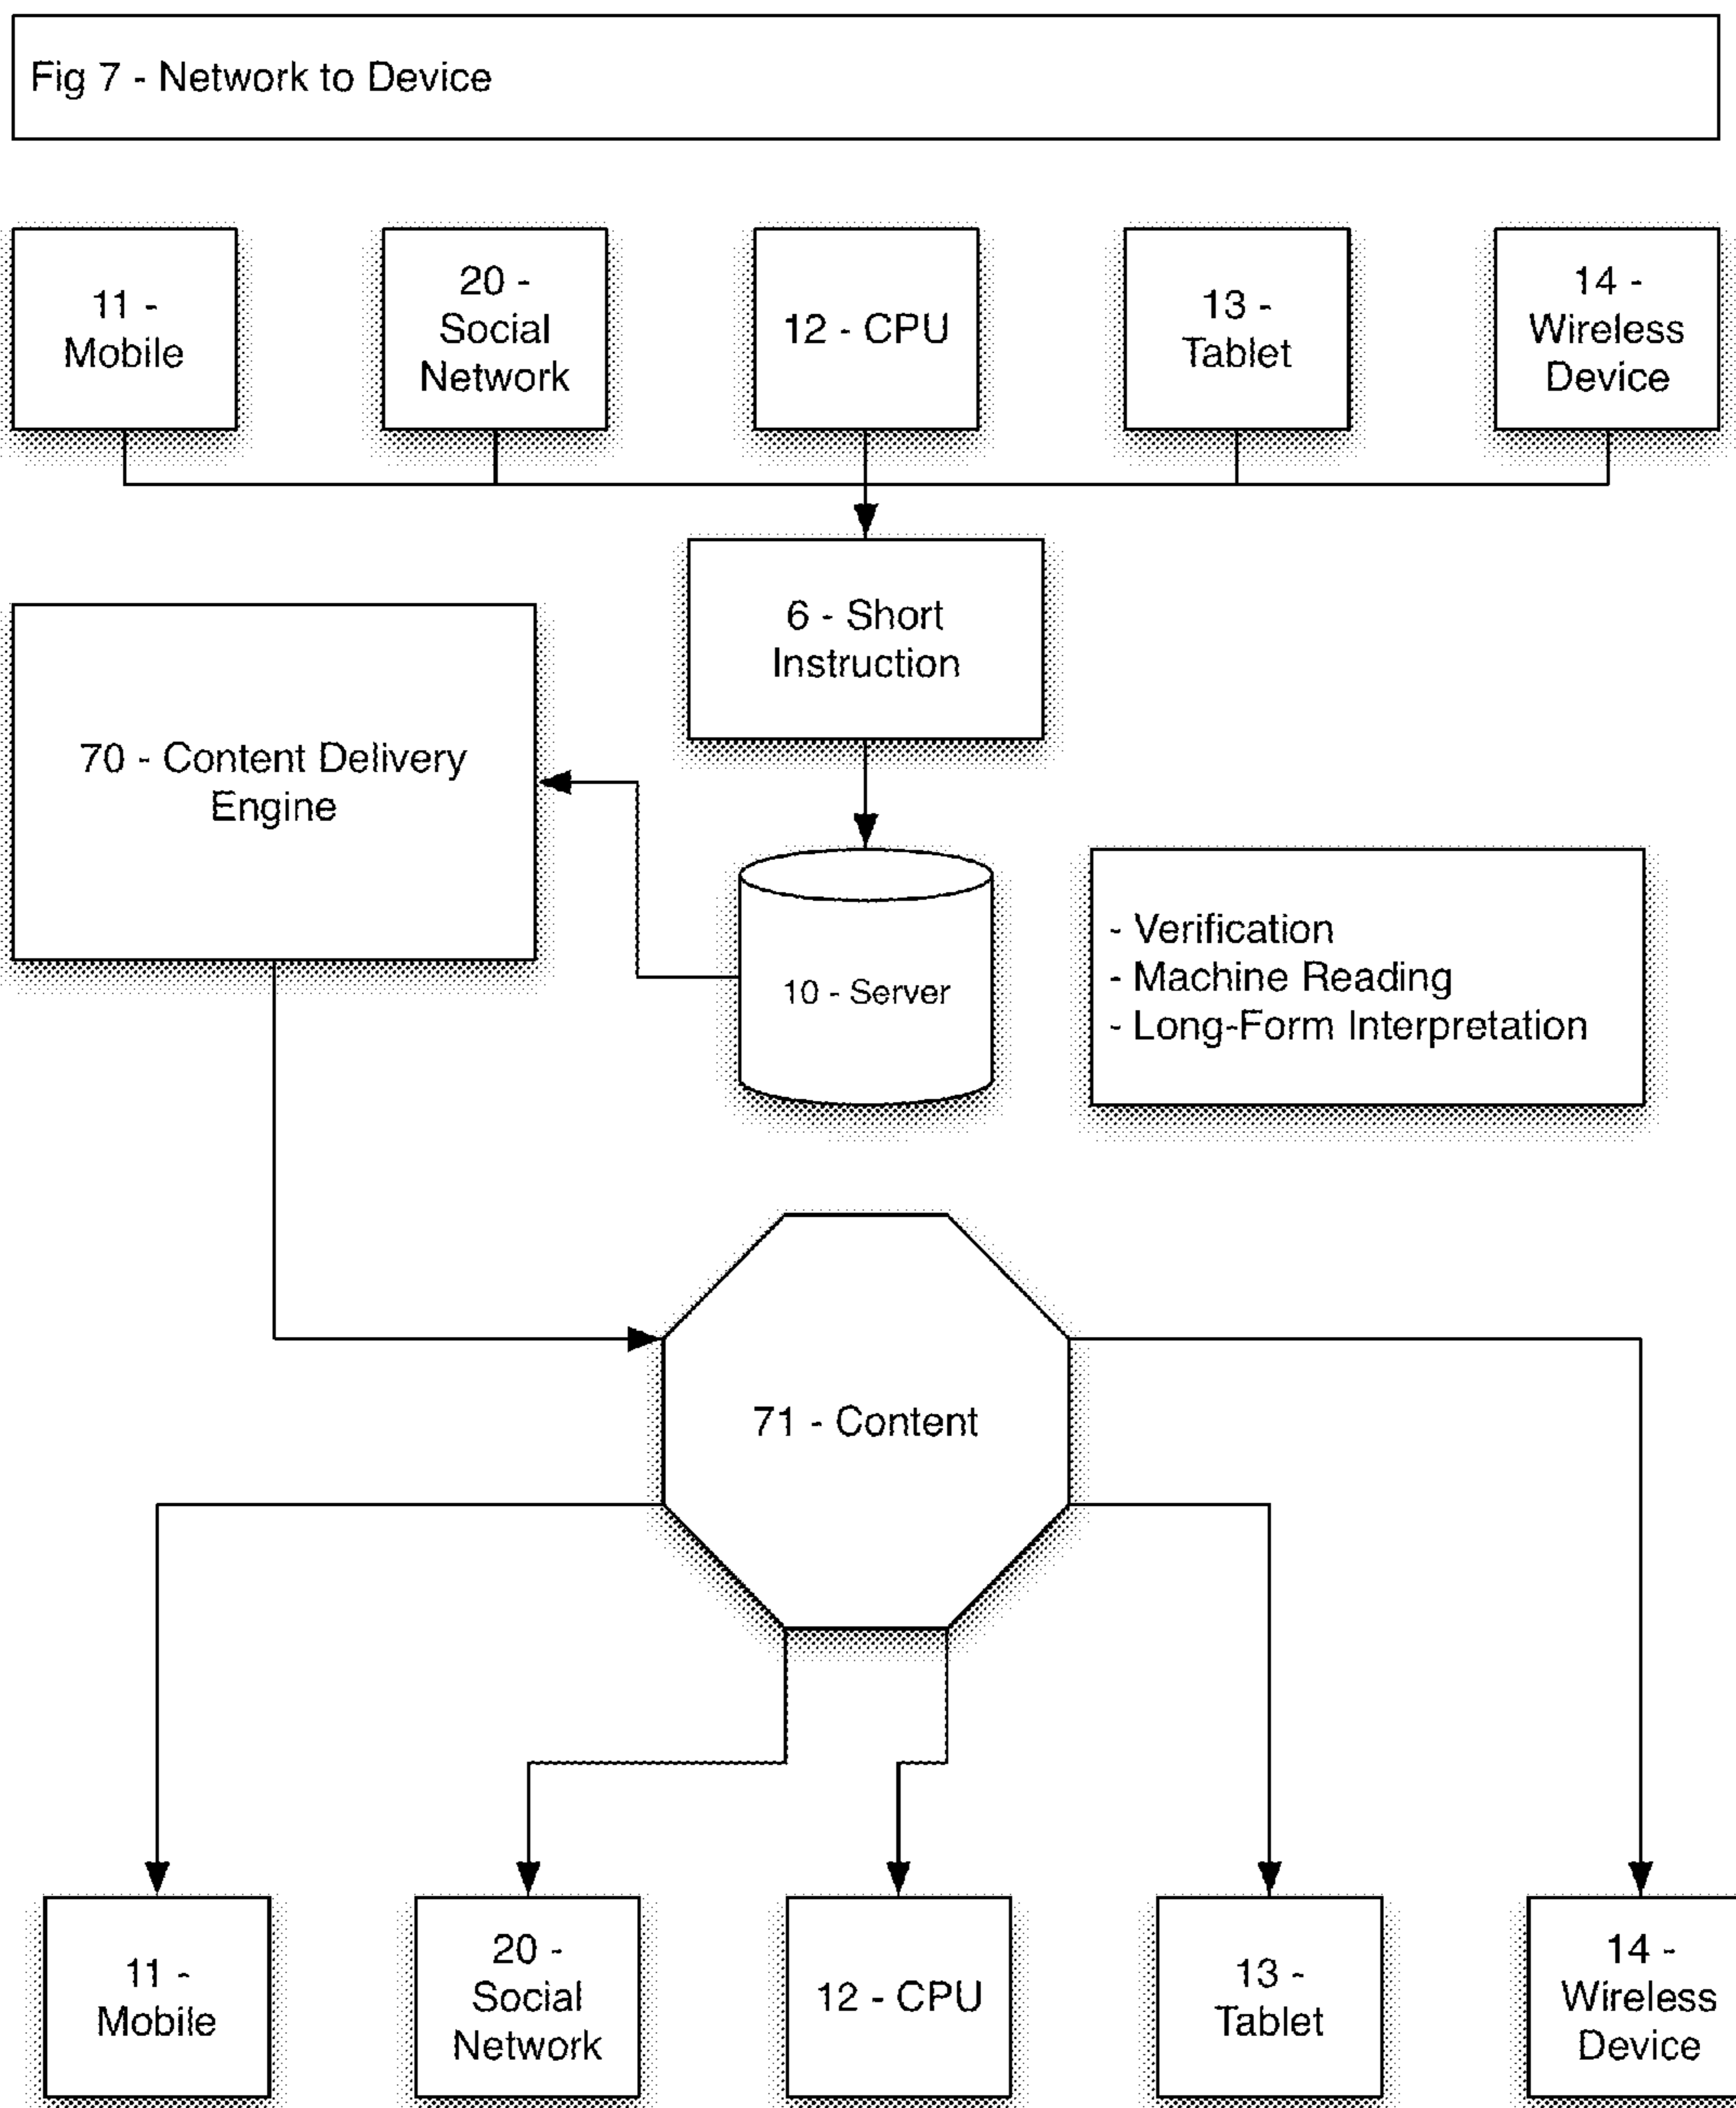 Fig 7 - Network to Device
11 -
Mobile
20 -
Social
Network
12 - CPU
13 -
Tablet
14 -
Wireless
Device
6 - Short
Instruction
70 - Content Delivery
Engine
10 - Server
- Verification
- Machine Reading
- Long-Form Interpretation
71 - Content
11 -
Mobile
20 -
Social
Network
12 - CPU
13 -
Tablet
14 -
Wireless
Device